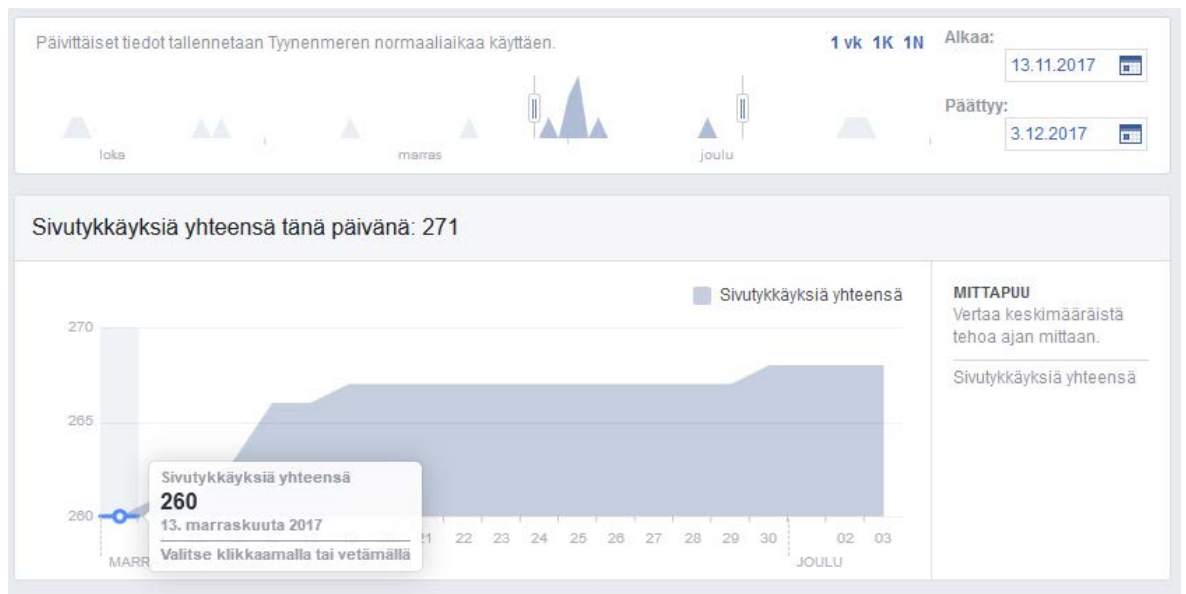 Päivittäiset tiedot tallennetaan Tyynenmeren normaaliaikaa käyttäen.
1 vk 1K 1N
Alkaa:
13.11.2017
Päättyy:
3.12.2017
loka marras joulu
Sivutykkäyksiä yhteensä tänä päivänä: 271
Sivutykkäyksiä yhteensä
MITTAPUU
Vertaa keskimääräistä
tehoa ajan mittaan.
Sivutykkäyksiä yhteensä
270
265
260
Sivutykkäyksiä yhteensä
260
13. marraskuuta 2017
Valitse klikkaamalla tai vetämällä
22 23 24 25 26 27 28 29 30 02 03
MARR JOULU